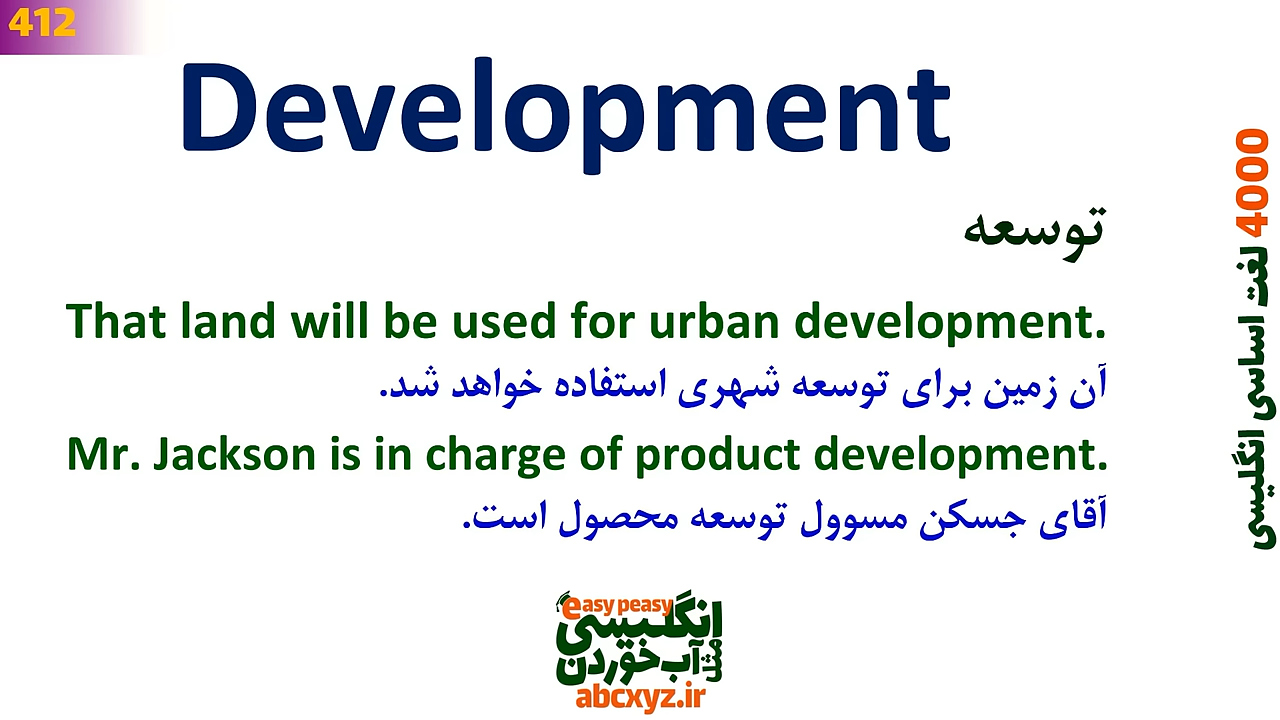 412
Development
توسعه
That land will be used for urban development.
آن زمین برای توسعه شهری استفاده خواهد شد.
Mr. Jackson is in charge of product development.
آقای جسکن مسوول توسعه محصول است.
4000 لغت اساسی انگلیسی
easy peasy
انگلیسی
مثل آب خوردن
abcxyz.ir